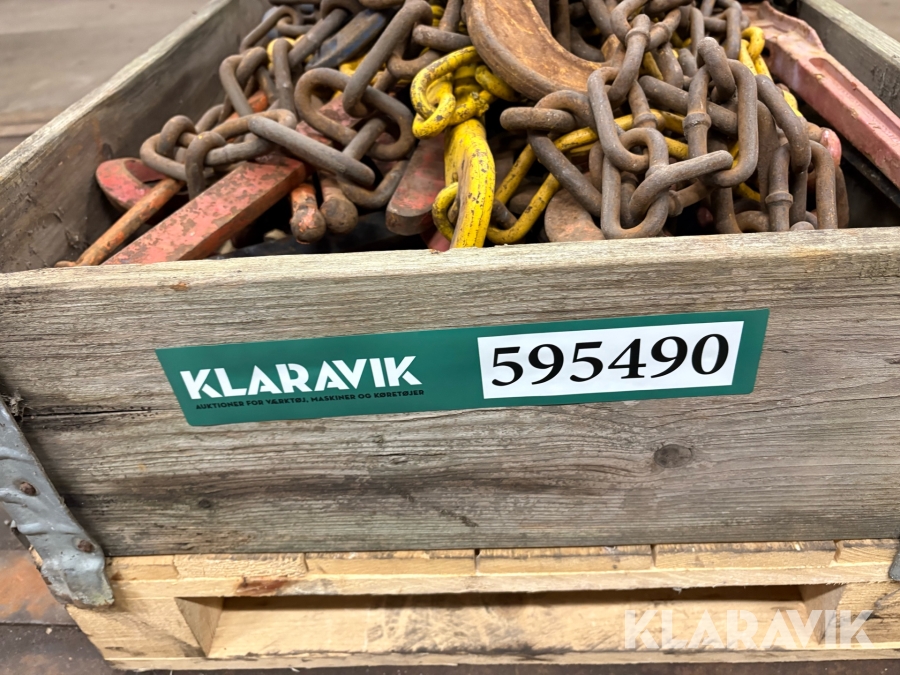 KLARAVIK
AUKTIONER FOR VÆRKTØJ, MASKINER OG KØRETØJER
595490
KLARAVIK